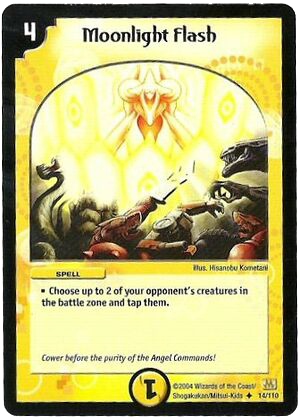 4
Moonlight Flash
Illus. Hisanobu Kometani
SPELL
▪ Choose up to 2 of your opponent's creatures in
the battle zone and tap them.
Cower before the purity of the Angel Commands!
1
©2004 Wizards of the Coast/
Shogakukan/Mitsui-Kids ♦ 14/110